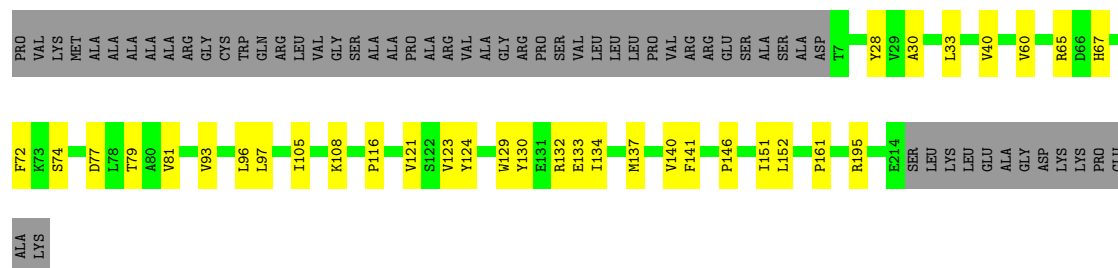 PRO VAL LYS MET ALA ALA ALA ALA ALA ARG GLY CYS TRP GLN ARG LEU VAL GLY SER ALA ALA PRO ALA ARG VAL ALA GLY ARG PRO SER VAL LEU LEU LEU PRO VAL ARG ARG GLU SER ALA SER ALA ASP T7 Y28 V29 A30 L33 V40 V60 R65 D66 H67
F72 K73 S74 D77 L78 T79 A80 V81 V93 L96 L97 I105 K108 P116 V121 S122 V123 Y124 W129 Y130 E131 R132 E133 I134 M137 V140 F141 P146 I151 L152 P161 R195 E214 SER LEU LYS LEU GLU ALA GLY ASP LYS LYS PRO GLU
ALA LYS